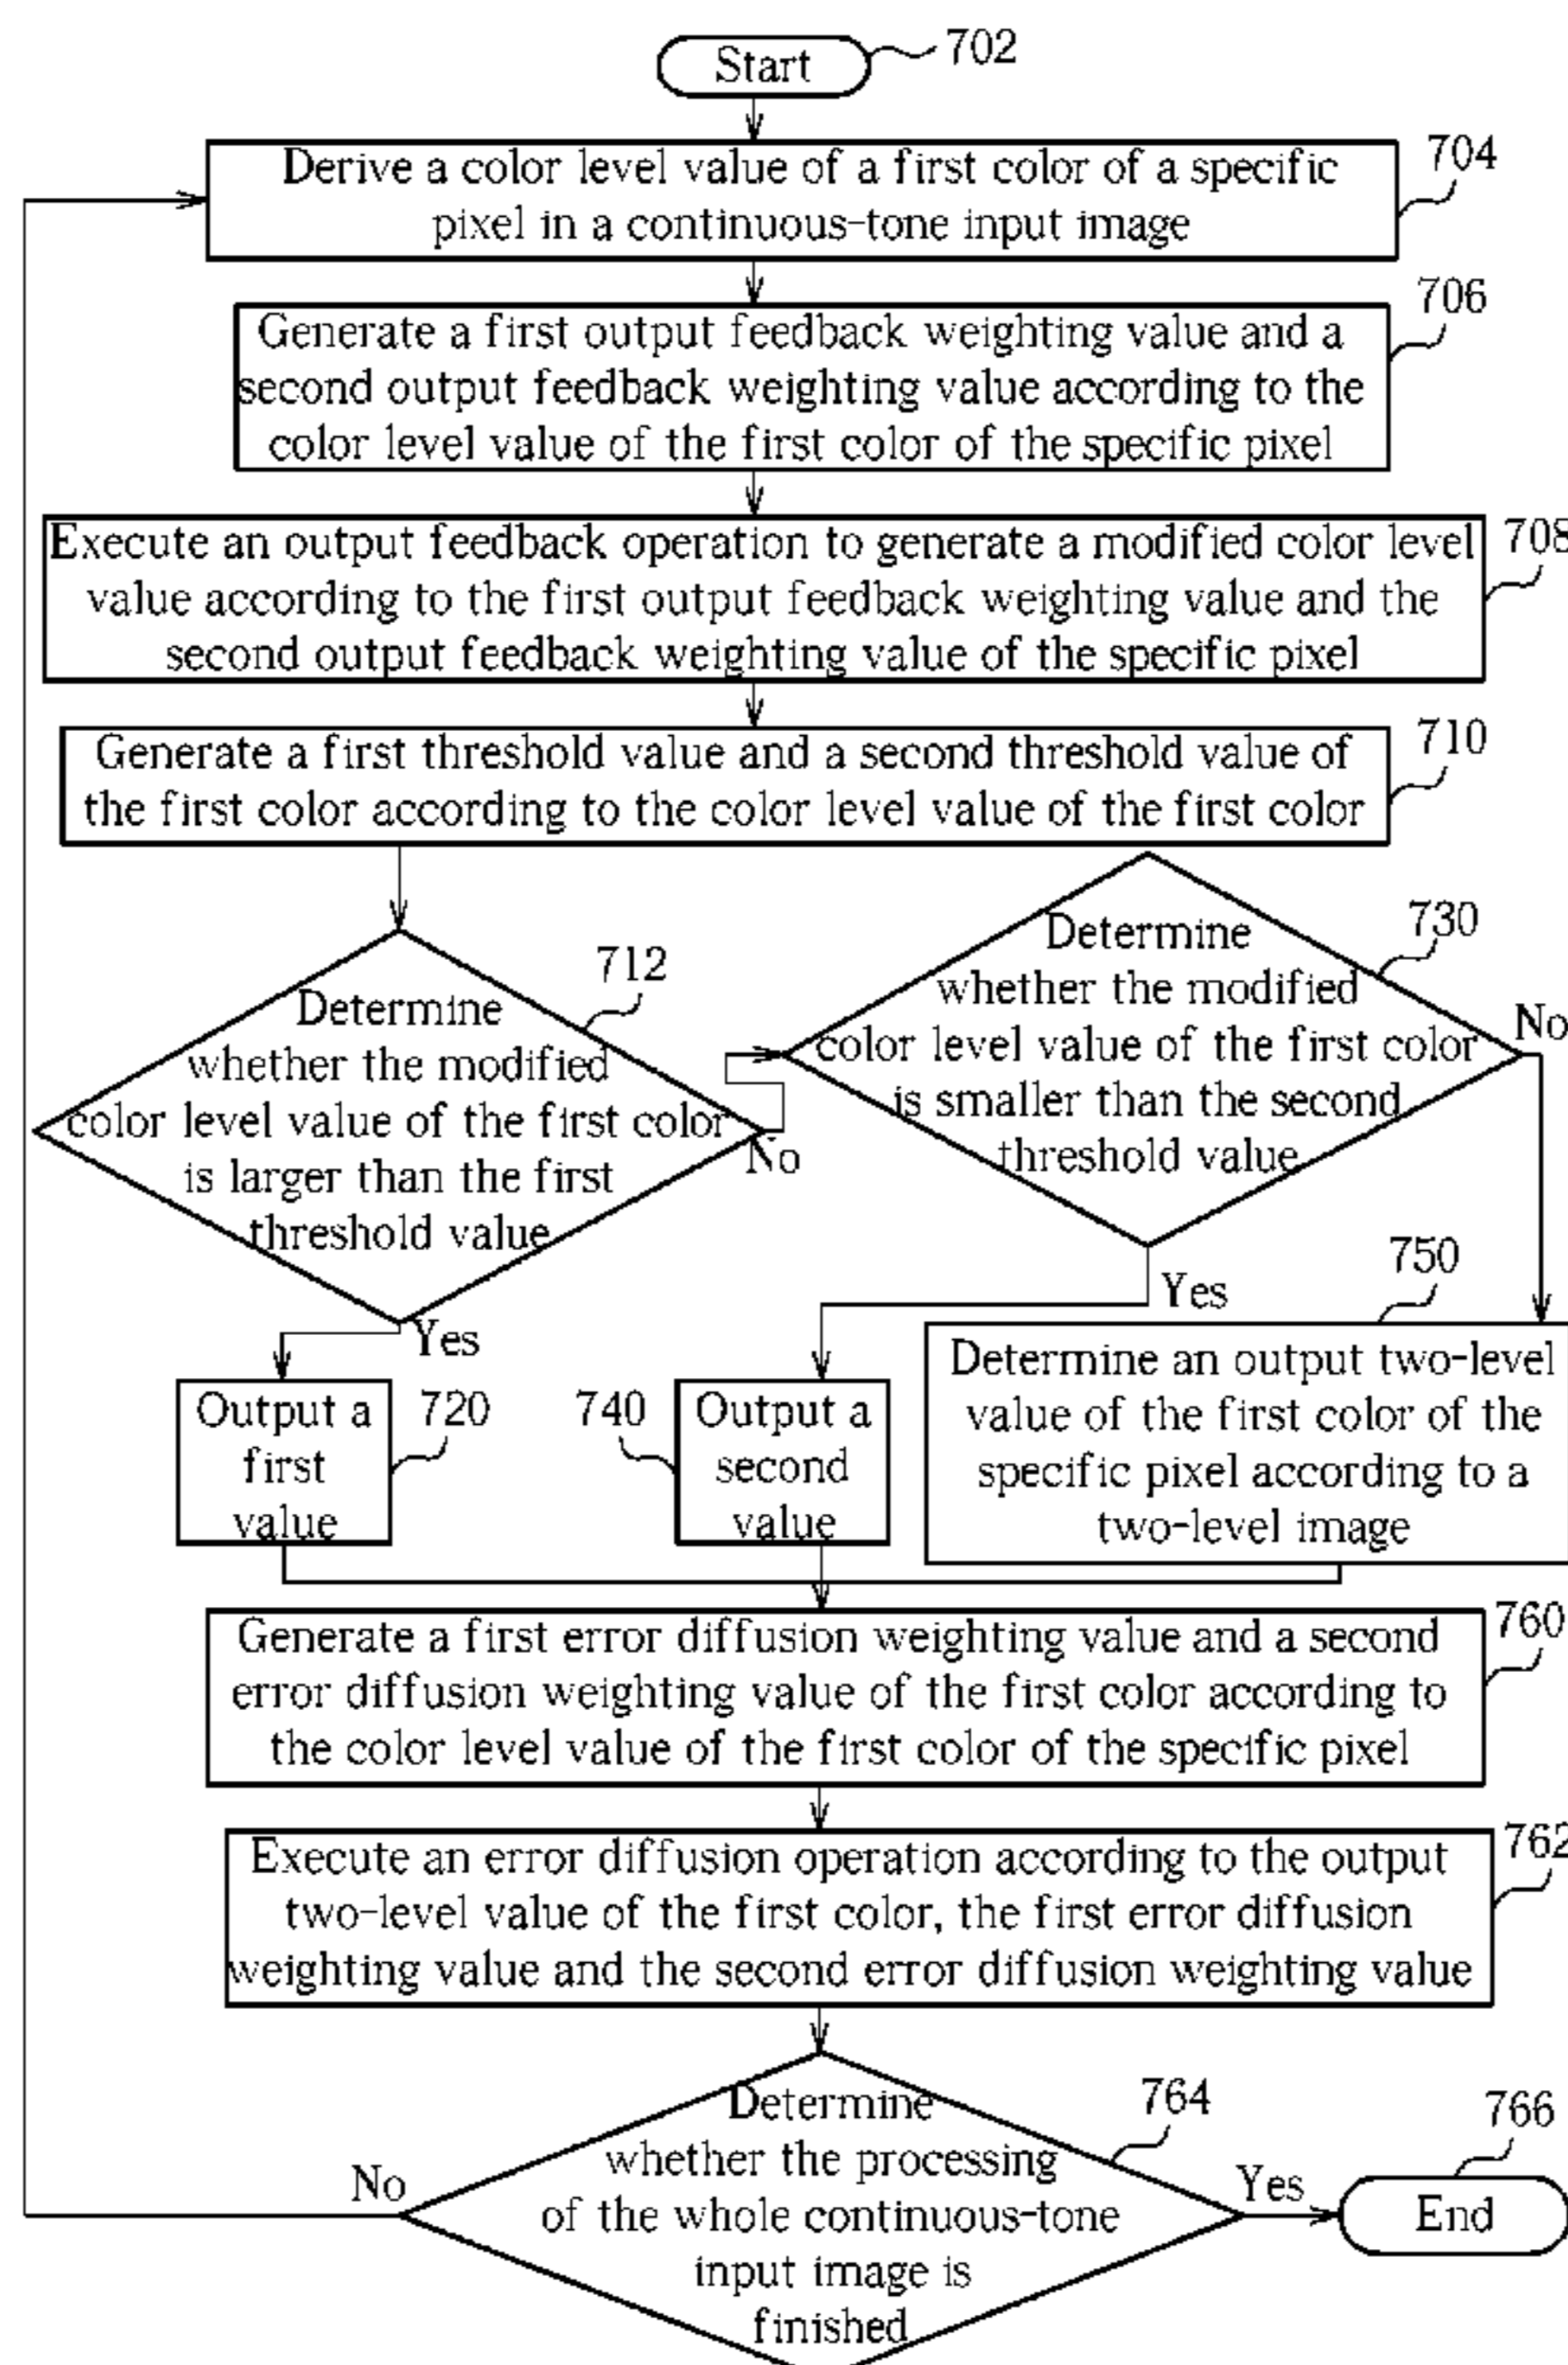 Start
702
Derive a color level value of a first color of a specific
pixel in a continuous-tone input image
704
Generate a first output feedback weighting value and a
second output feedback weighting value according to the
color level value of the first color of the specific pixel
706
Execute an output feedback operation to generate a modified color level
value according to the first output feedback weighting value and the
second output feedback weighting value of the specific pixel
708
Generate a first threshold value and a second threshold value of
the first color according to the color level value of the first color
710
Determine
whether the modified
color level value of the first color
is larger than the first
threshold value
712
No
Yes
Determine
whether the modified
color level value of the first color
is smaller than the second
threshold value
730
No
Yes
Output a
first
value
720
740
Output a
second
value
750
Determine an output two-level
value of the first color of the
specific pixel according to a
two-level image
Generate a first error diffusion weighting value and a second
error diffusion weighting value of the first color according to
the color level value of the first color of the specific pixel
760
Execute an error diffusion operation according to the output
two-level value of the first color, the first error diffusion
weighting value and the second error diffusion weighting value
762
Determine
whether the processing
of the whole continuous-tone
input image is
finished
764
No
Yes
766
End